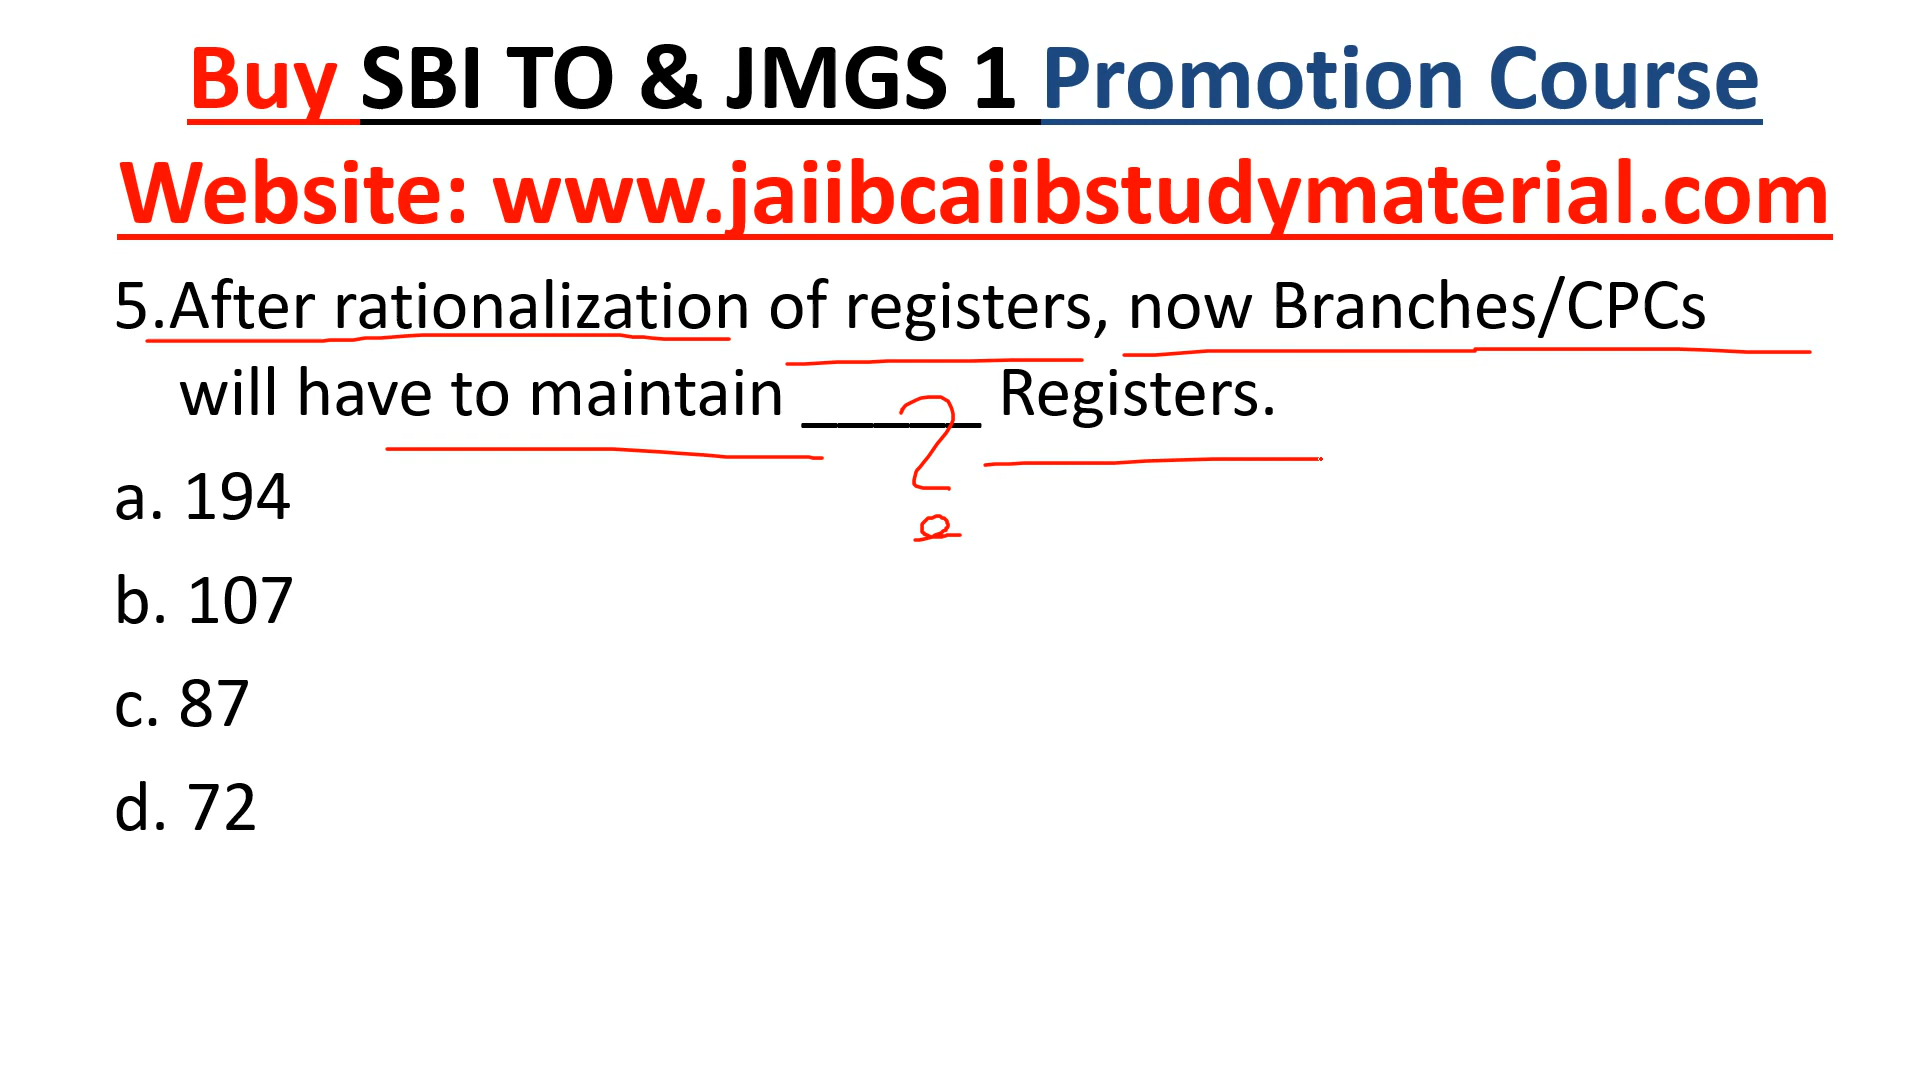 Buy SBI TO & JMGS 1 Promotion Course
Website: www.jaiibcaiibstudymaterial.com
5.After rationalization of registers, now Branches/CPCs
will have to maintain _____ Registers.
?
a. 194
b. 107
c. 87
d. 72